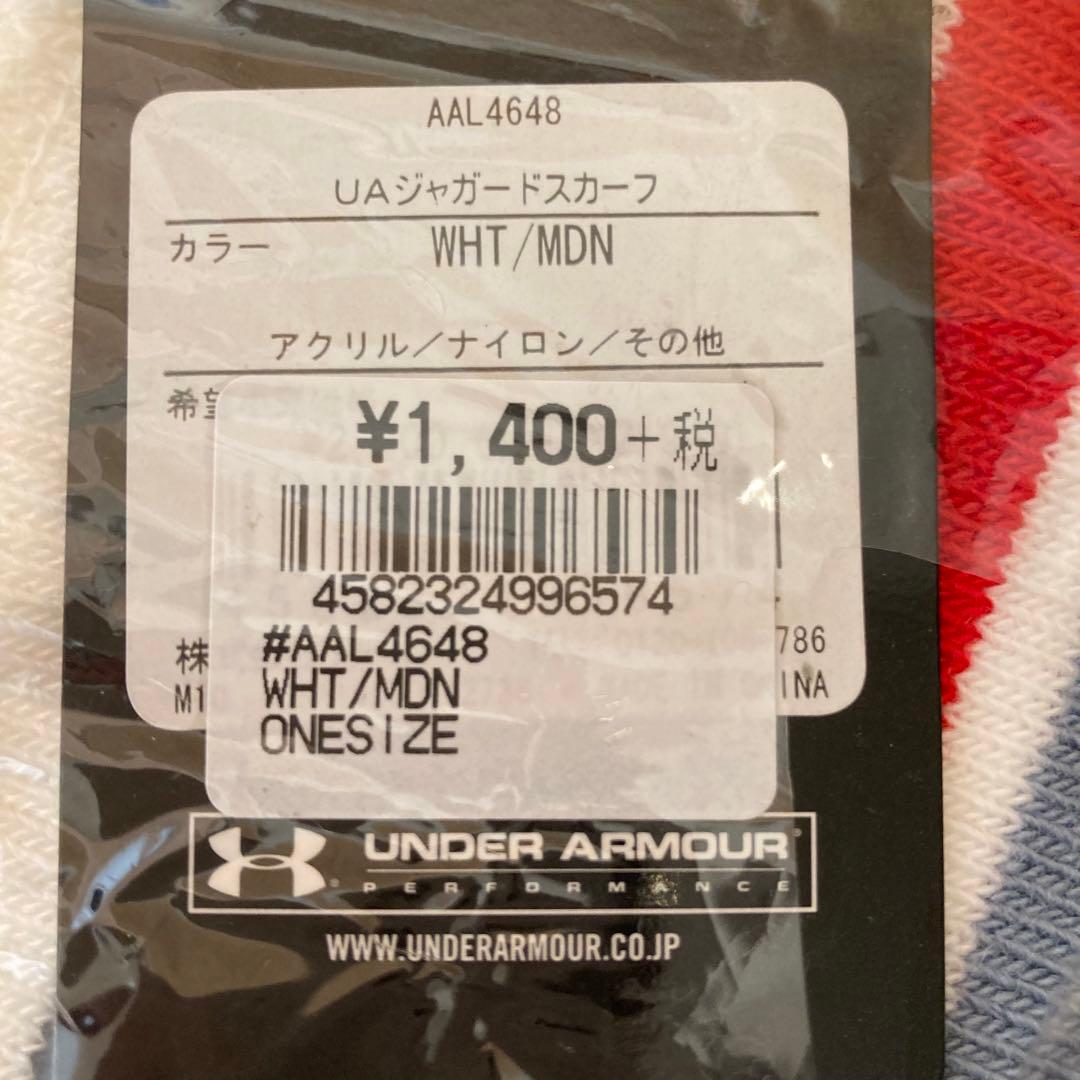 AAL4648
UAジャガードスカーフ
カラー WHT/MDN
アクリル/ナイロン/その他
¥1,400+税
4582324996574
#AAL4648
WHT/MDN
ONESIZE
786
UNDER ARMOUR
PERFORMANCE
WWW.UNDERARMOUR.CO.JP